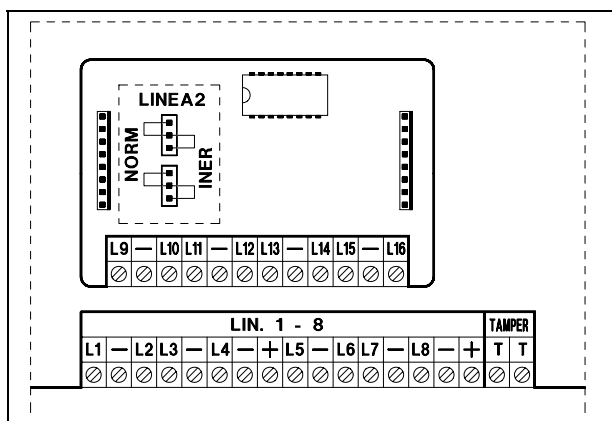 LINEA2
NORM
INER
L9 — L10 L11 — L12 L13 — L14 L15 — L16
LIN. 1 - 8 TAMPER
L1 — L2 L3 — L4 — + L5 — L6 L7 — L8 — + T T